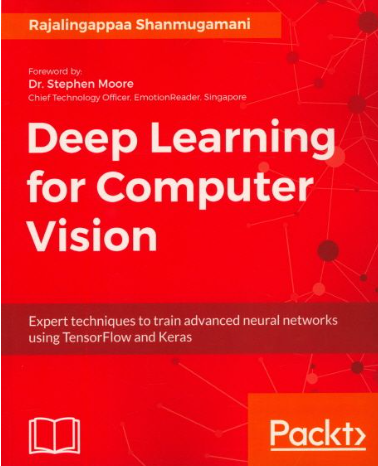 Rajalingappaa Shanmugamani
Foreword by:
Dr. Stephen Moore
Chief Technology Officer, EmotionReader, Singapore
Deep Learning
for Computer
Vision
Expert techniques to train advanced neural networks
using TensorFlow and Keras
Packt>